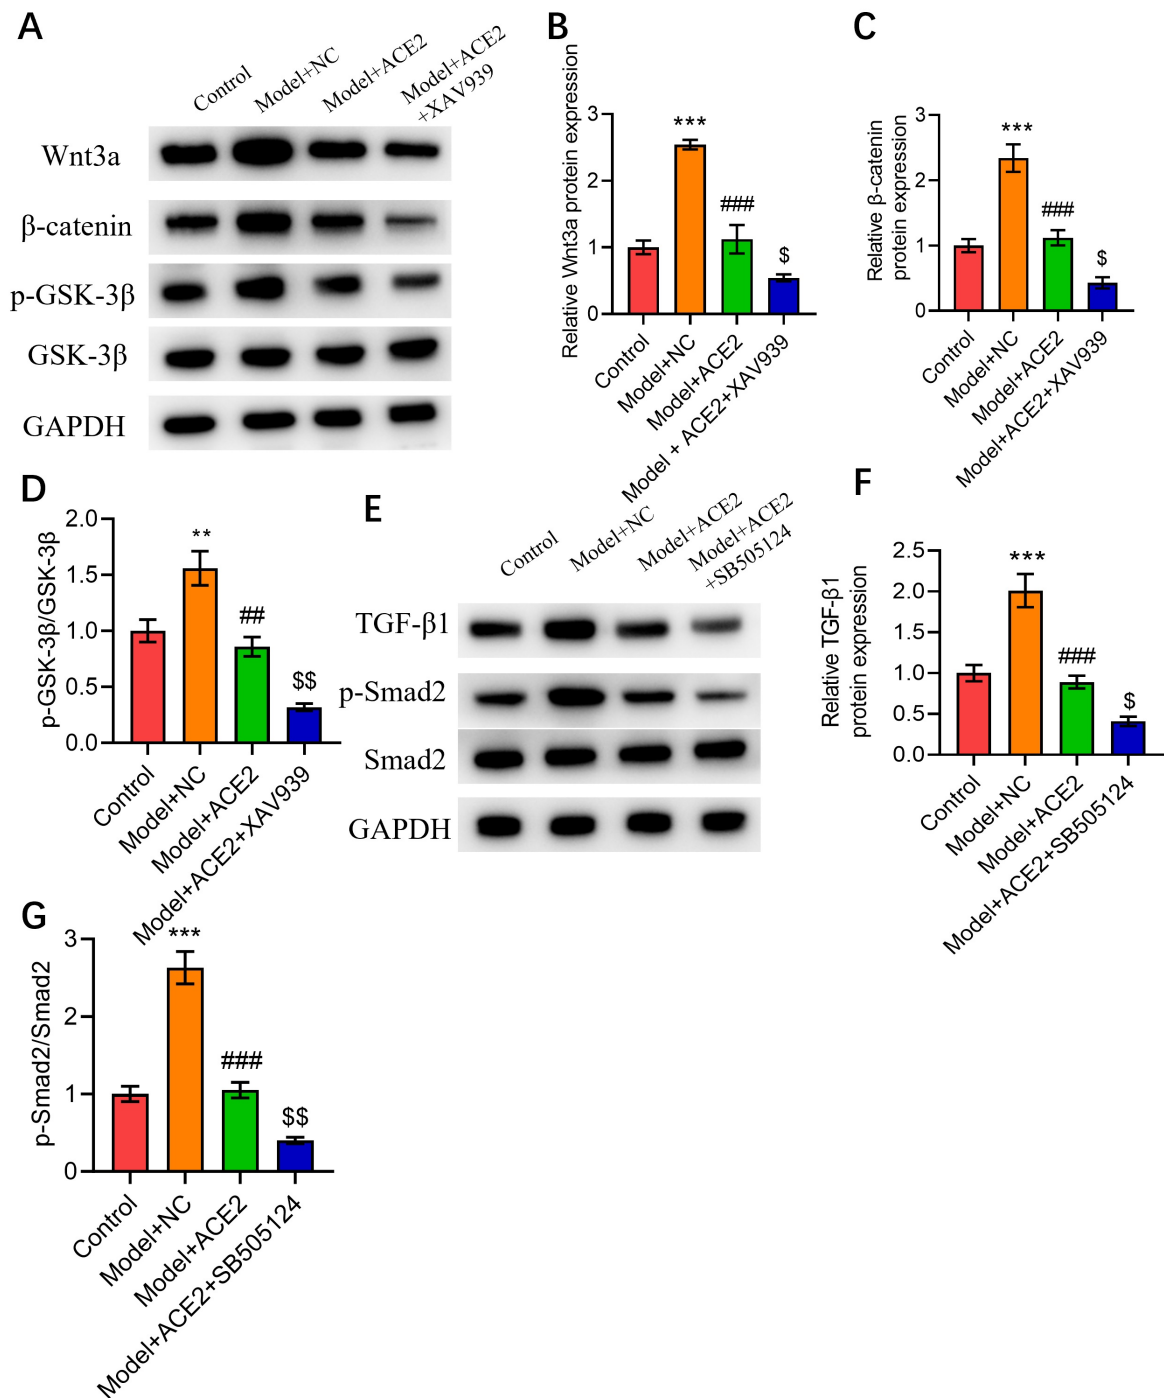 A
Control
Model+NC
Model+ACE2
Model+ACE2
+XAV939
Wnt3a
β-catenin
p-GSK-3β
GSK-3β
GAPDH
B
Relative Wnt3a protein expression
3
2
1
0
***
###
$
Control
Model+NC
Model+ACE2
Model + ACE2+XAV939
C
Relative β-catenin
protein expression
3
2
1
0
***
###
$
Control
Model+NC
Model+ACE2
Model+ACE2+XAV939
D
p-GSK-3β/GSK-3β
2.0
1.5
1.0
0.5
0.0
**
##
$$
Control
Model+NC
Model+ACE2
Model+ACE2+XAV939
E
Control
Model+NC
Model+ACE2
Model+ACE2
+SB505124
TGF-β1
p-Smad2
Smad2
GAPDH
F
Relative TGF-β1
protein expression
2.5
2.0
1.5
1.0
0.5
0.0
***
###
$
Control
Model+NC
Model+ACE2
Model+ACE2+SB505124
G
p-Smad2/Smad2
3
2
1
0
***
###
$$
Control
Model+NC
Model+ACE2
Model+ACE2+SB505124